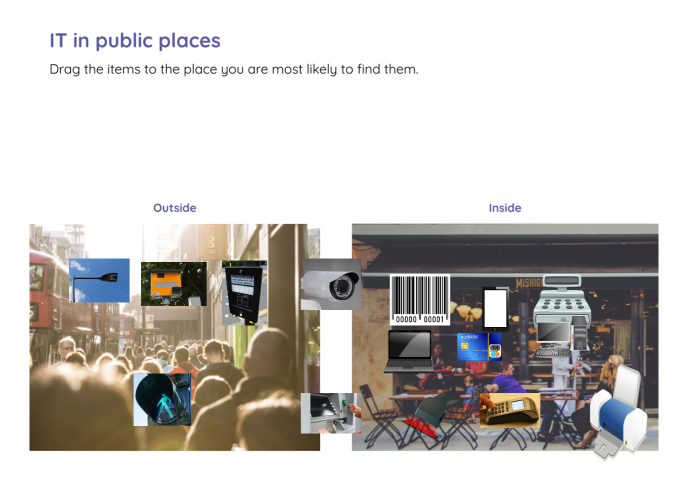 IT in public places
Drag the items to the place you are most likely to find them.
Outside
Inside
00000
00001